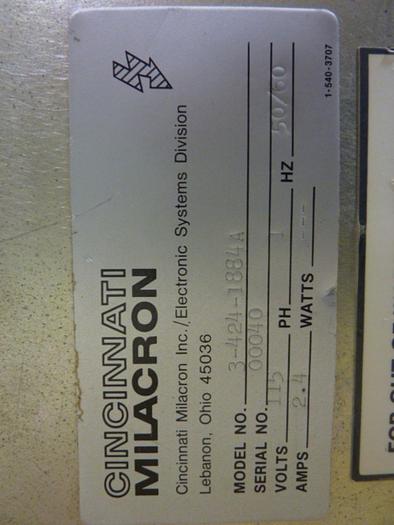 CINCINNATI
MILACRON
Cincinnati Milacron Inc./Electronic Systems Division
Lebanon, Ohio 45036
MODEL NO. 3-424-1884A
SERIAL NO. 00040
VOLTS 115 PH 1 HZ 50/60
AMPS 2.4 WATTS ---
1-540-3707